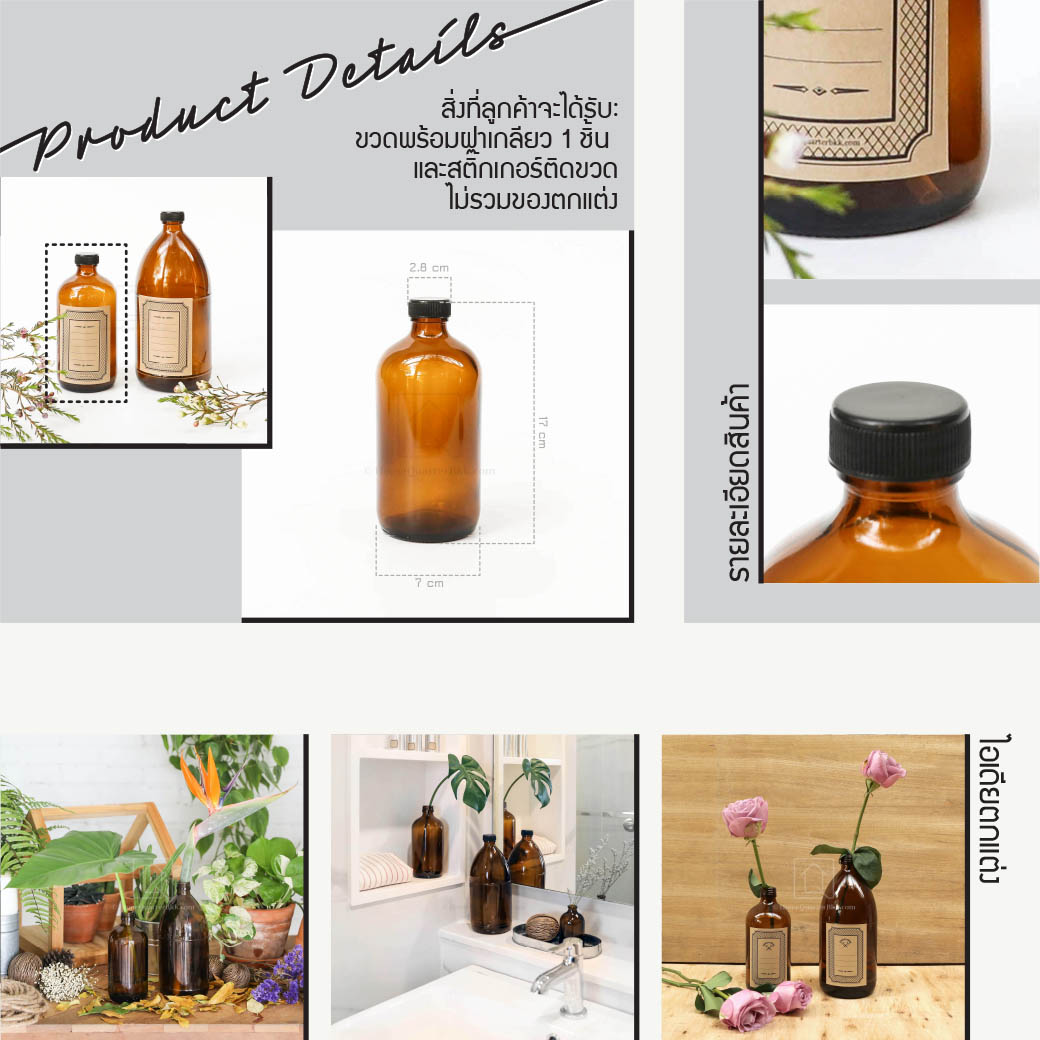 Product Details
สิ่งที่ลูกค้าจะได้รับ:
ขวดพร้อมฝาเกลียว 1 ชิ้น
และสติ๊กเกอร์ติดขวด
ไม่รวมของตกแต่ง
2.8 cm
17 cm
7 cm
© HomeQuarterBkk.com
รายละเอียดสินค้า
ไอเดียตกแต่ง